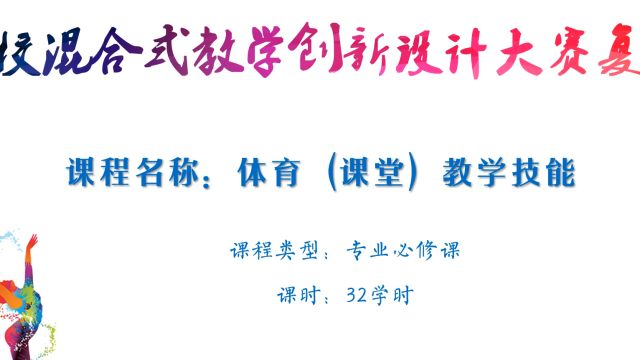 校混合式教学创新设计大赛复
课程名称：体育（课堂）教学技能
课程类型：专业必修课
课时：32学时